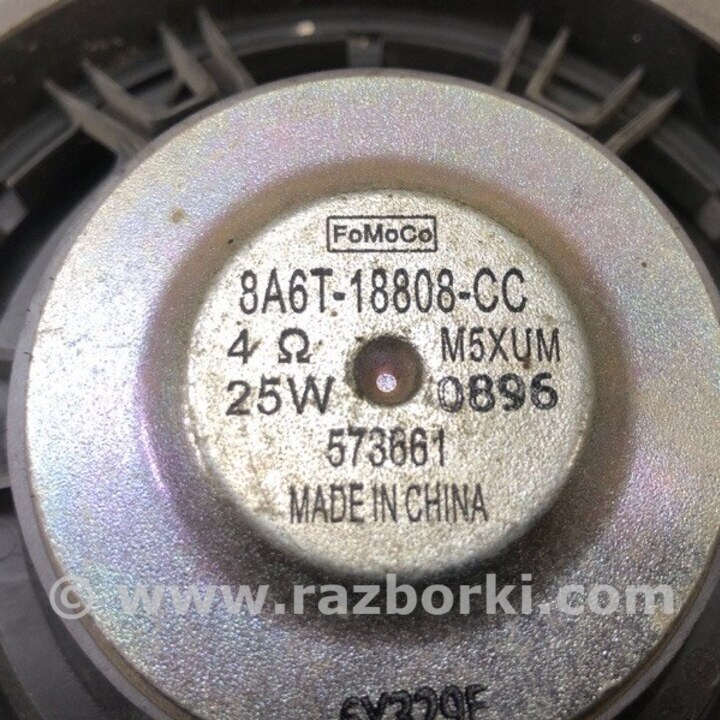 FoMoCo
8A6T-18808-CC
4 Ω M5XUM
25W 0896
573661
MADE IN CHINA
© www.razborki.com